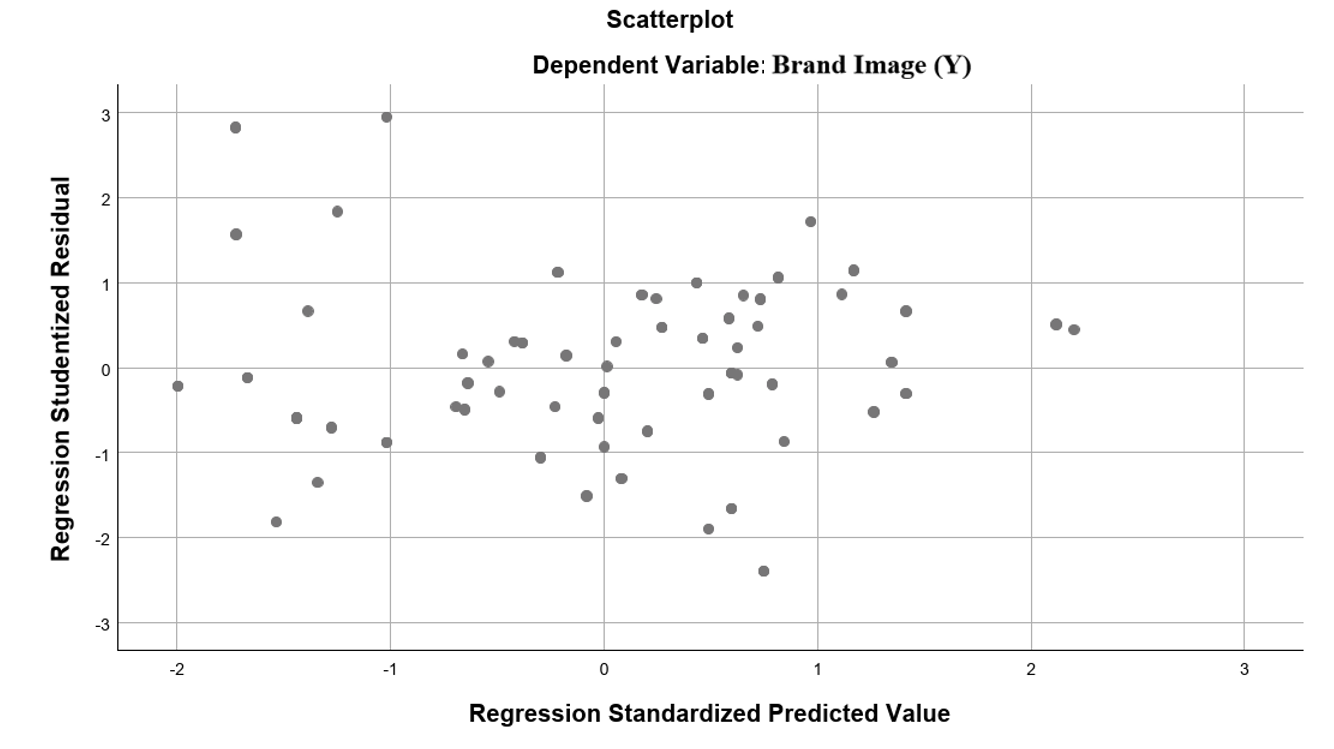 Scatterplot
Dependent Variable: Brand Image (Y)
3
2
1
0
-1
-2
-3
Regression Studentized Residual
-2 -1 0 1 2 3
Regression Standardized Predicted Value